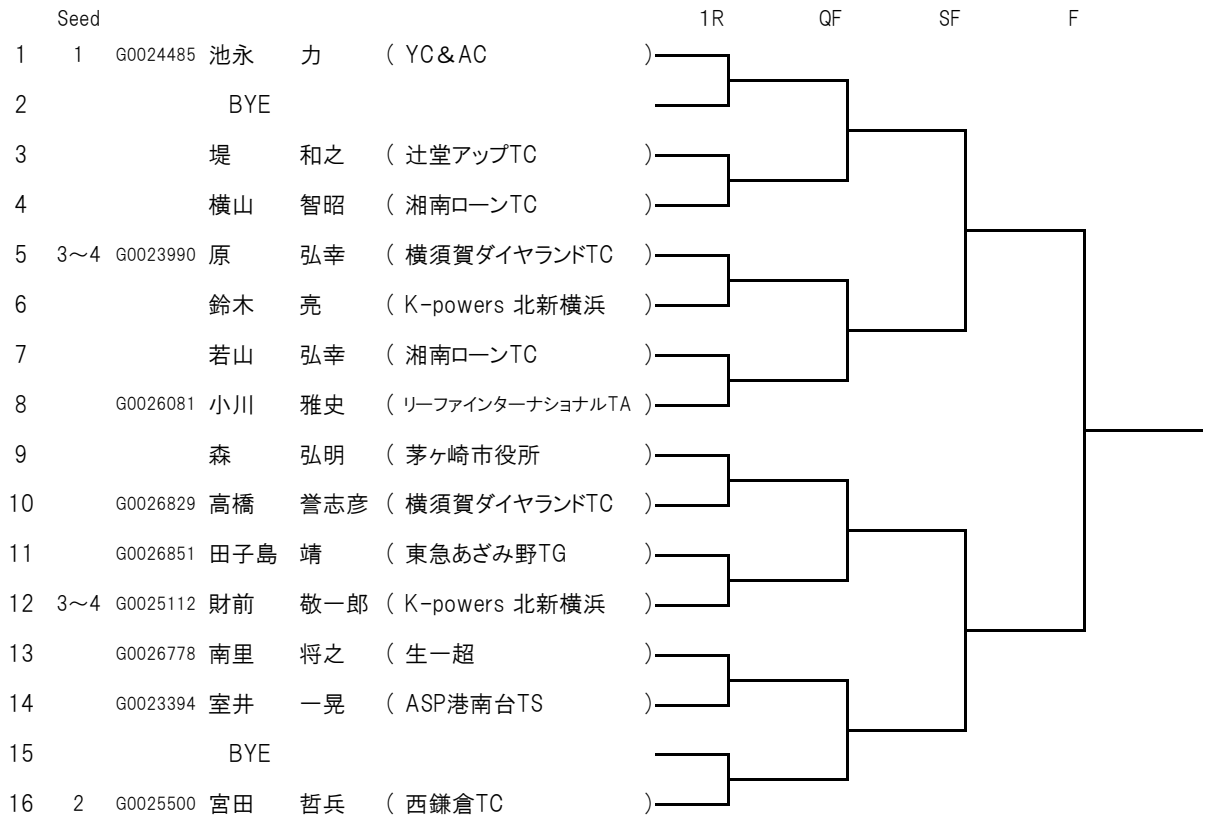 Seed 1R QF SF F
1 1 G0024485 池永 力 ( YC&AC )
2 BYE
3 堤 和之 ( 辻堂アップTC )
4 横山 智昭 ( 湘南ローンTC )
5 3~4 G0023990 原 弘幸 ( 横須賀ダイヤランドTC )
6 鈴木 亮 ( K-powers 北新横浜 )
7 若山 弘幸 ( 湘南ローンTC )
8 G0026081 小川 雅史 ( リーファインターナショナルTA )
9 森 弘明 ( 茅ヶ崎市役所 )
10 G0026829 高橋 誉志彦 ( 横須賀ダイヤランドTC )
11 G0026851 田子島 靖 ( 東急あざみ野TG )
12 3~4 G0025112 財前 敬一郎 ( K-powers 北新横浜 )
13 G0026778 南里 将之 ( 生一超 )
14 G0023394 室井 一晃 ( ASP港南台TS )
15 BYE
16 2 G0025500 宮田 哲兵 ( 西鎌倉TC )